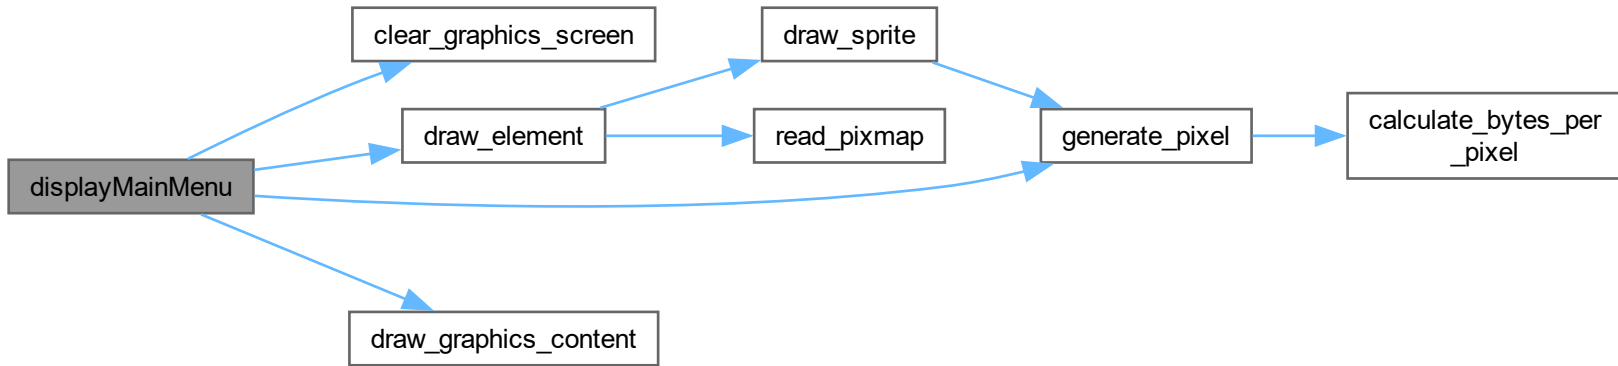 clear_graphics_screen
draw_sprite
draw_element
read_pixmap
generate_pixel
calculate_bytes_per
_pixel
displayMainMenu
draw_graphics_content